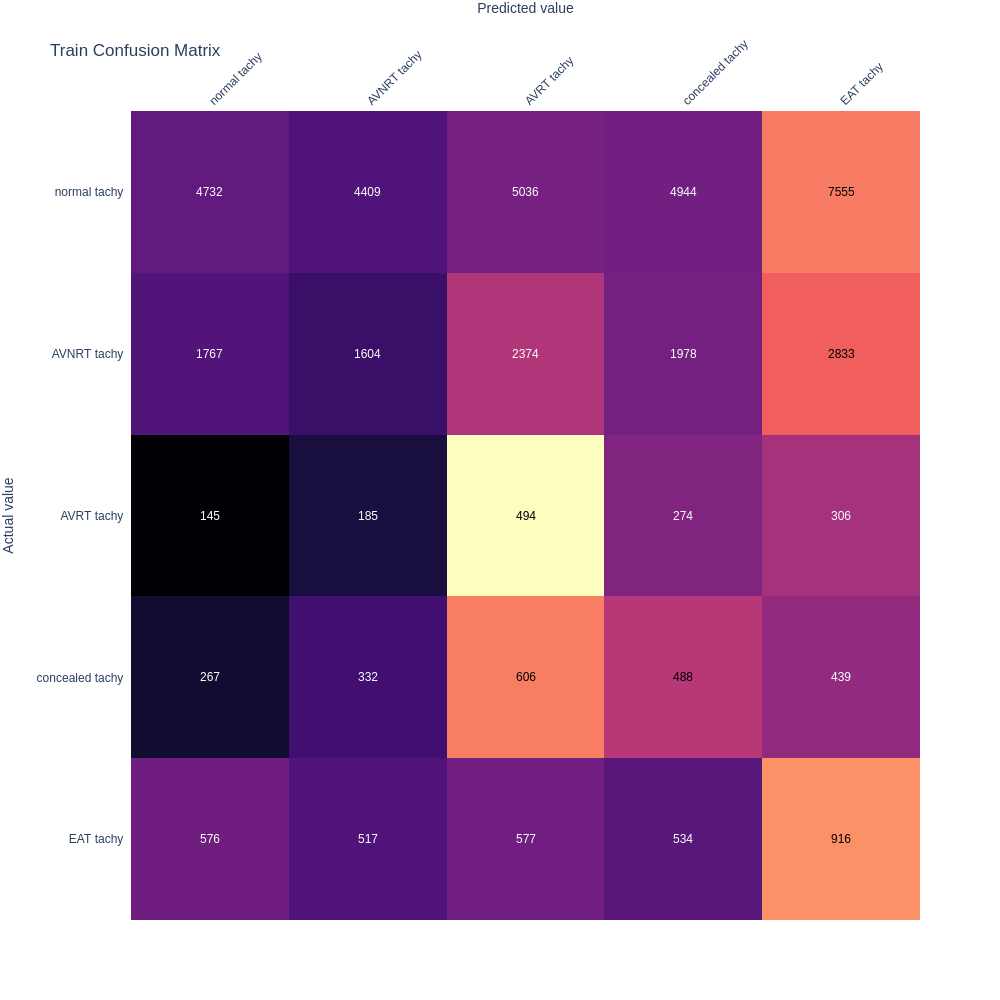 Predicted value
Train Confusion Matrix
normal tachy AVNRT tachy AVRT tachy concealed tachy EAT tachy
normal tachy 4732 4409 5036 4944 7555
AVNRT tachy 1767 1604 2374 1978 2833
AVRT tachy 145 185 494 274 306
Actual value
concealed tachy 267 332 606 488 439
EAT tachy 576 517 577 534 916